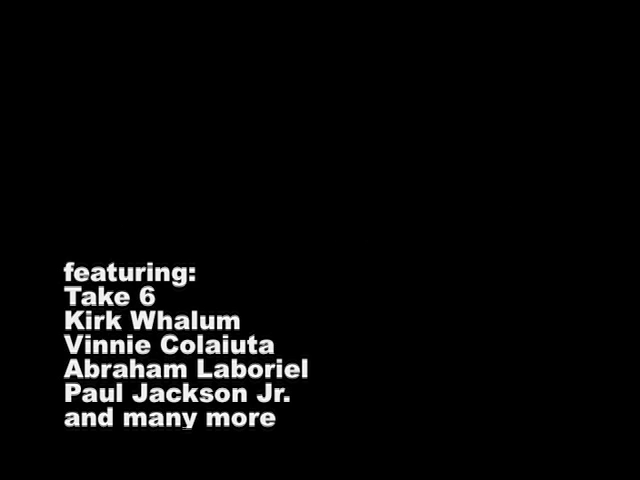 featuring:
Take 6
Kirk Whalum
Vinnie Colaiuta
Abraham Laboriel
Paul Jackson Jr.
and many more